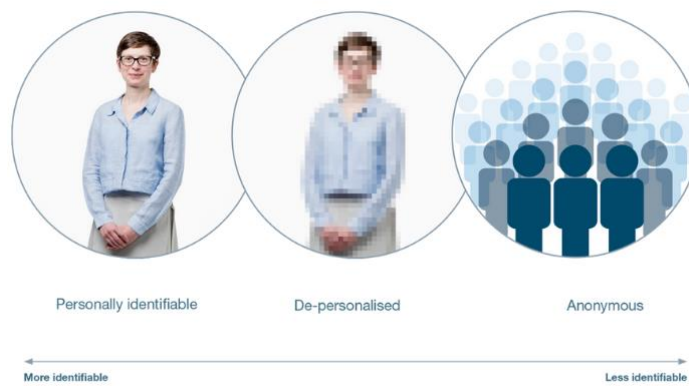 Personally identifiable
De-personalised
Anonymous
More identifiable
Less identifiable